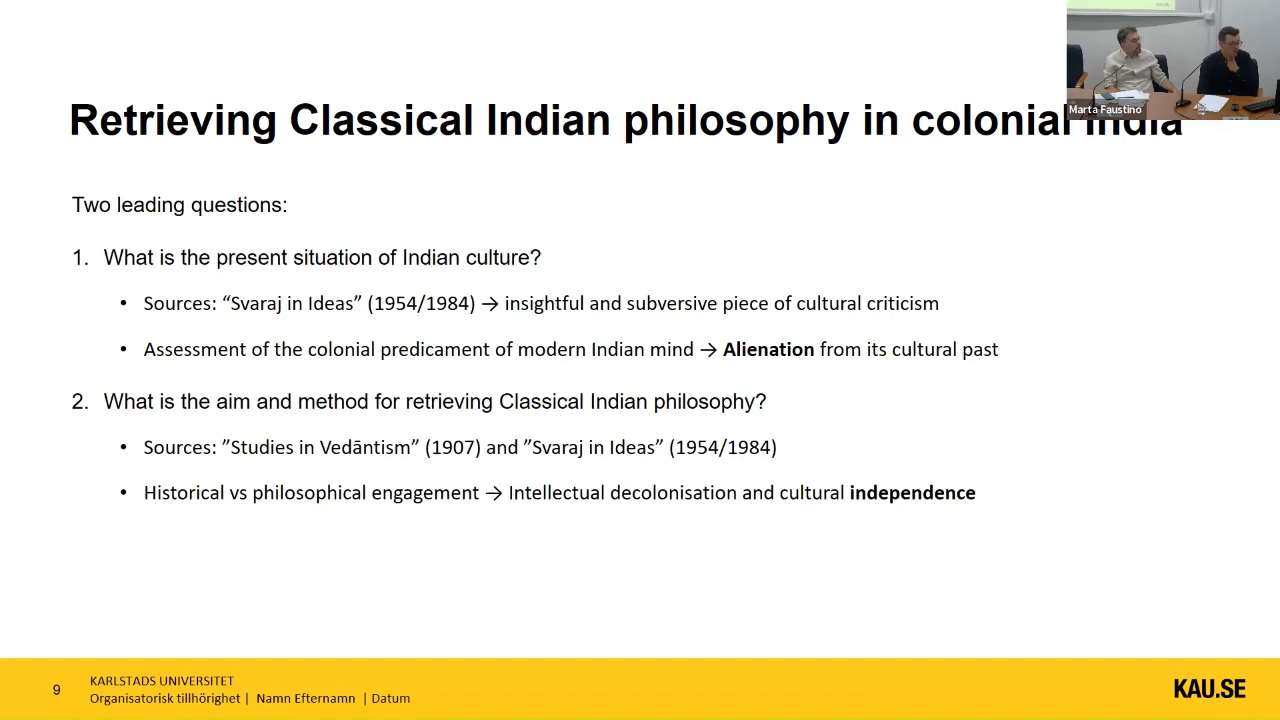 Retrieving Classical Indian philosophy in colonial India
Marta Faustino
Two leading questions:
1. What is the present situation of Indian culture?
• Sources: “Svaraj in Ideas” (1954/1984) → insightful and subversive piece of cultural criticism
• Assessment of the colonial predicament of modern Indian mind → Alienation from its cultural past
2. What is the aim and method for retrieving Classical Indian philosophy?
• Sources: ”Studies in Vedāntism” (1907) and ”Svaraj in Ideas” (1954/1984)
• Historical vs philosophical engagement → Intellectual decolonisation and cultural independence
9
KARLSTADS UNIVERSITET
Organisatorisk tillhörighet | Namn Efternamn | Datum
KAU.SE